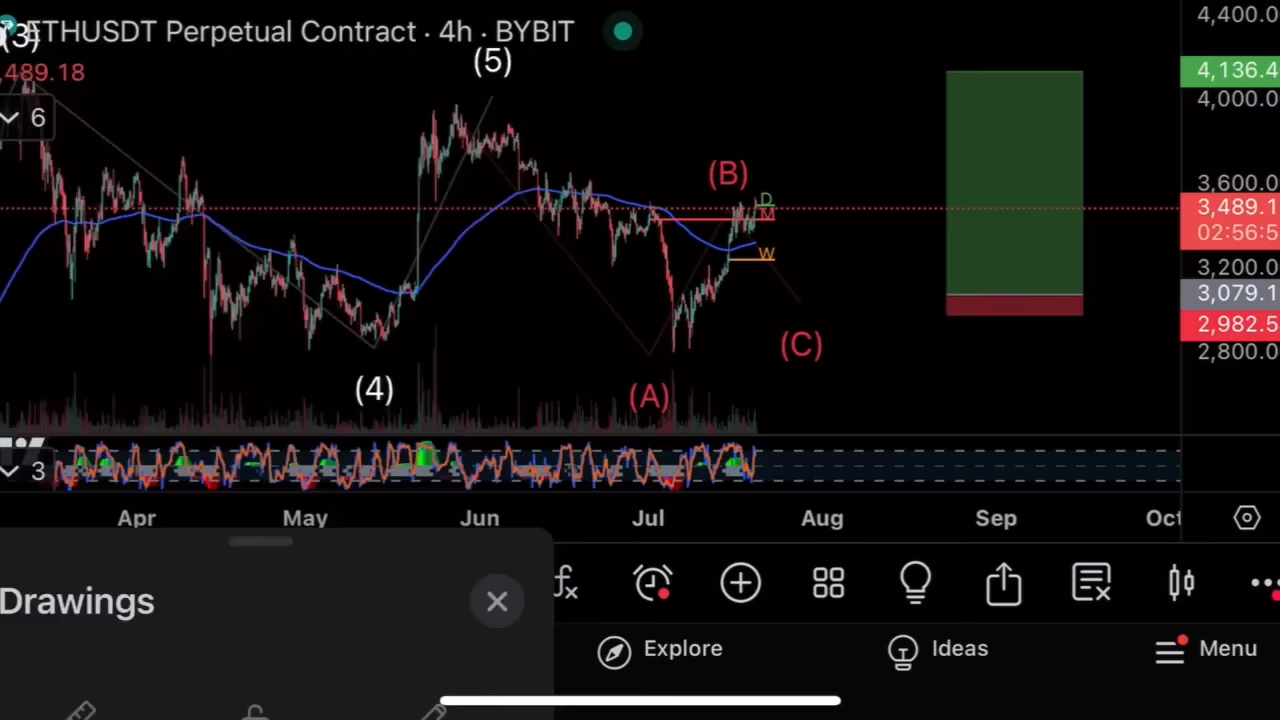 (3)
ETHUSDT Perpetual Contract · 4h · BYBIT
,489.18
6
(5)
(B)
D
M
W
(C)
(4)
(A)
4,400.0
4,136.4
4,000.0
3,600.0
3,489.1
02:56:5
3,200.0
3,079.1
2,982.5
2,800.0
3
Apr
May
Jun
Jul
Aug
Sep
Oct
Drawings
fx
Explore
Ideas
Menu